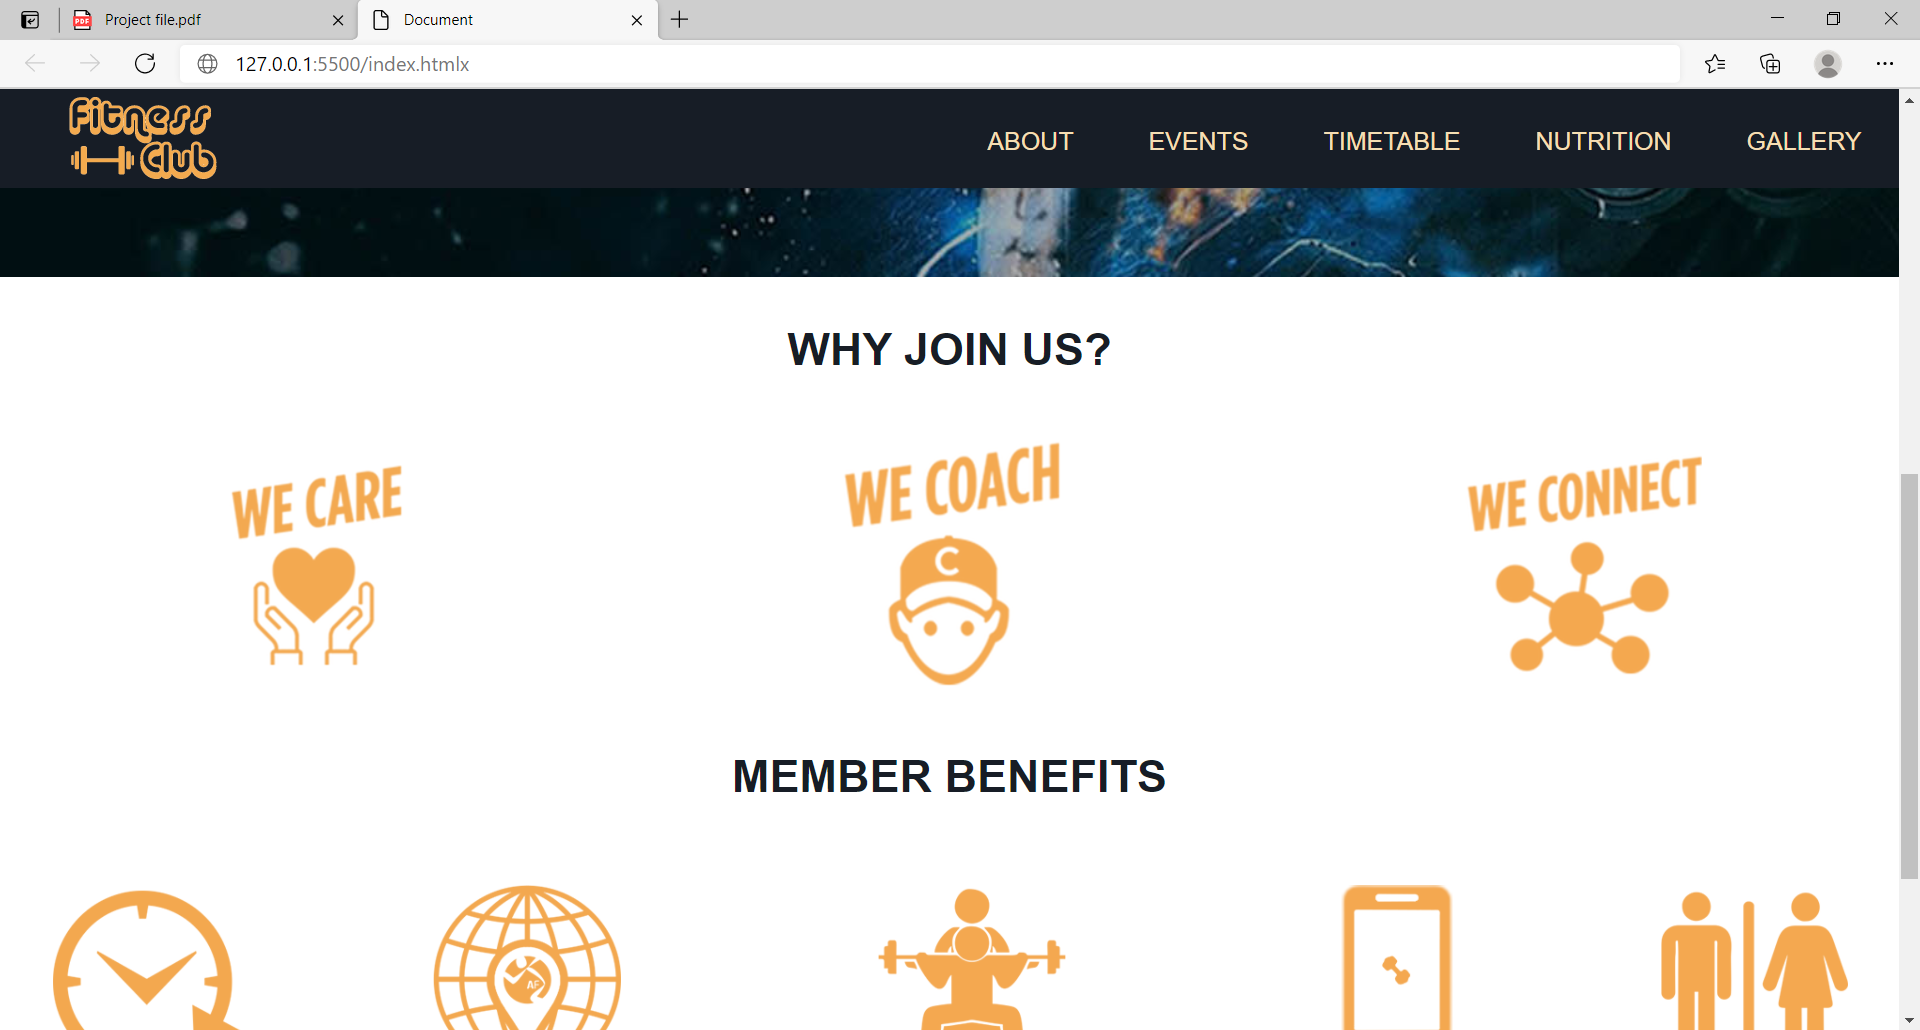 Project file.pdf
Document
127.0.0.1:5500/index.htmlx
Fitness
Club
ABOUT
EVENTS
TIMETABLE
NUTRITION
GALLERY
WHY JOIN US?
WE CARE
WE COACH
C
WE CONNECT
MEMBER BENEFITS
AF